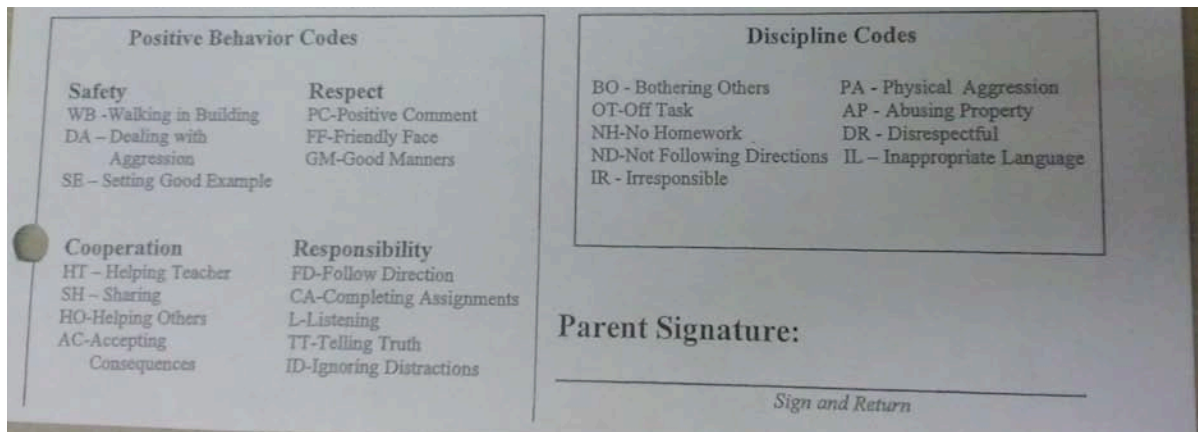 Positive Behavior Codes
Safety
WB -Walking in Building
DA – Dealing with
Aggression
SE – Setting Good Example
Respect
PC-Positive Comment
FF-Friendly Face
GM-Good Manners
Cooperation
HT – Helping Teacher
SH – Sharing
HO-Helping Others
AC-Accepting
Consequences
Responsibility
FD-Follow Direction
CA-Completing Assignments
L-Listening
TT-Telling Truth
ID-Ignoring Distractions
Discipline Codes
BO - Bothering Others
OT-Off Task
NH-No Homework
ND-Not Following Directions
IR - Irresponsible
PA - Physical Aggression
AP - Abusing Property
DR - Disrespectful
IL – Inappropriate Language
Parent Signature:
Sign and Return